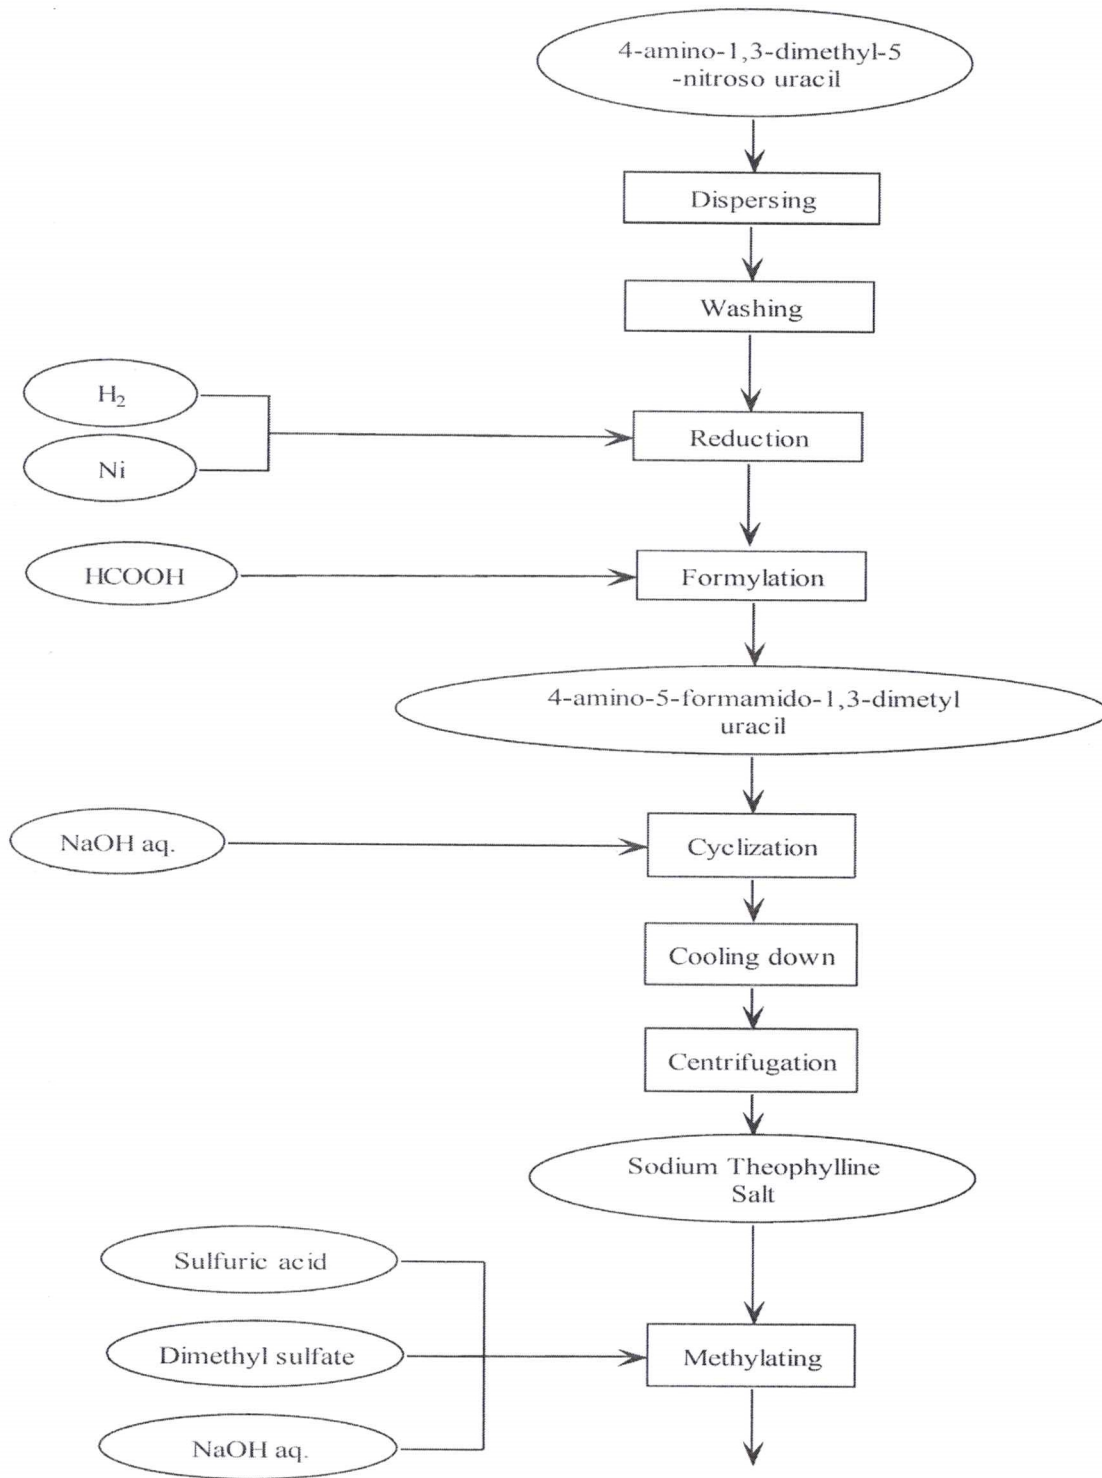 4-amino-1,3-dimethyl-5
-nitroso uracil
Dispersing
Washing
H₂
Ni
Reduction
HCOOH
Formylation
4-amino-5-formamido-1,3-dimetyl
uracil
NaOH aq.
Cyclization
Cooling down
Centrifugation
Sodium Theophylline
Salt
Sulfuric acid
Dimethyl sulfate
Methylating
NaOH aq.